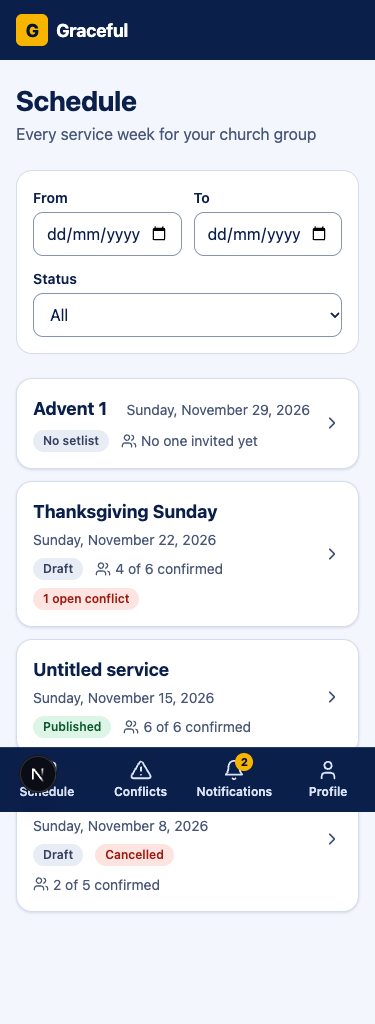 G Graceful
Schedule
Every service week for your church group
From To
dd/mm/yyyy dd/mm/yyyy
Status
All
Advent 1 Sunday, November 29, 2026
No setlist No one invited yet
Thanksgiving Sunday
Sunday, November 22, 2026
Draft 4 of 6 confirmed
1 open conflict
Untitled service
Sunday, November 15, 2026
Published 6 of 6 confirmed
N 2
Schedule Conflicts Notifications Profile
Sunday, November 8, 2026
Draft Cancelled
2 of 5 confirmed